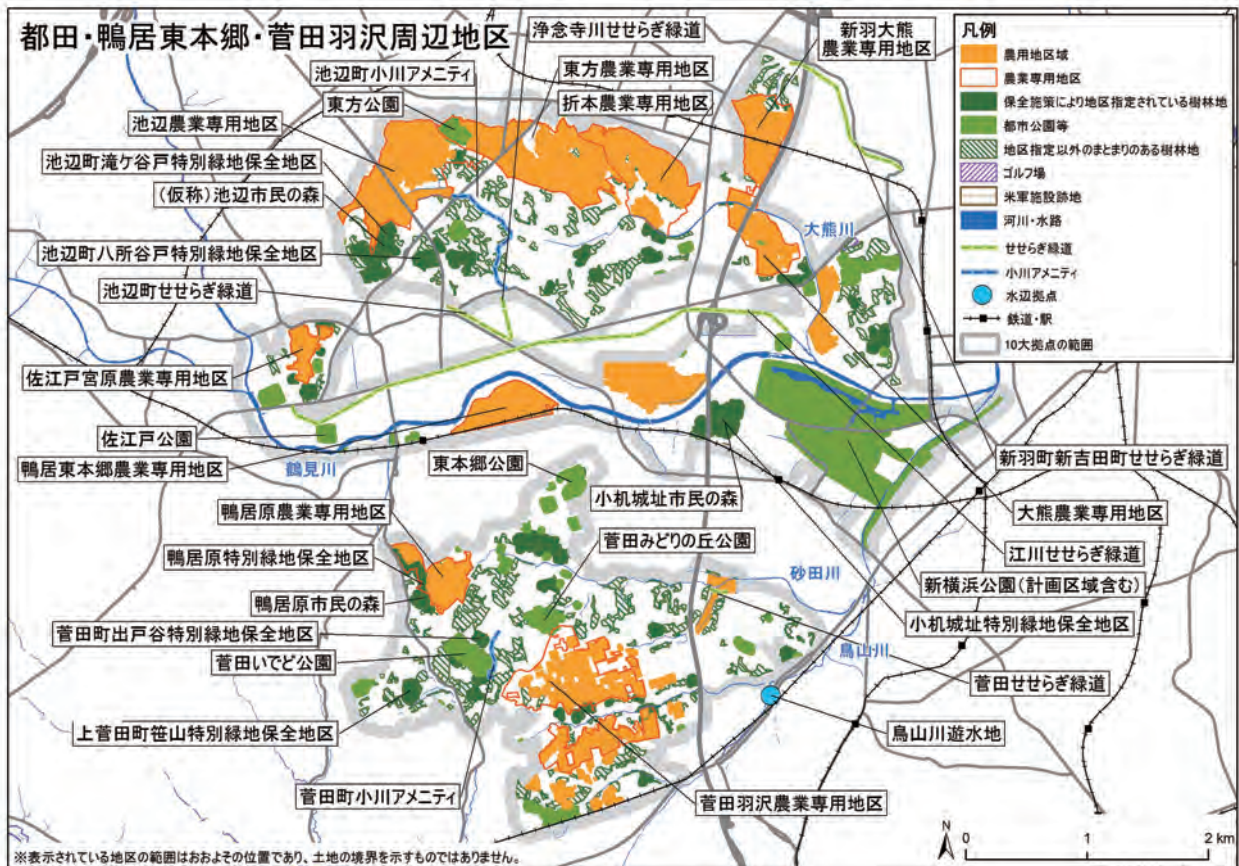 都田・鴨居東本郷・菅田羽沢周辺地区
浄念寺川せせらぎ緑道
新羽大熊
農業専用地区
池辺町小川アメニティ
東方農業専用地区
東方公園
折本農業専用地区
池辺農業専用地区
池辺町滝ケ谷戸特別緑地保全地区
(仮称)池辺市民の森
大熊川
池辺町八所谷戸特別緑地保全地区
池辺町せせらぎ緑道
佐江戸宮原農業専用地区
佐江戸公園
鴨居東本郷農業専用地区
鶴見川
東本郷公園
小机城址市民の森
新羽町新吉田町せせらぎ緑道
大熊農業専用地区
江川せせらぎ緑道
新横浜公園(計画区域含む)
小机城址特別緑地保全地区
鴨居原農業専用地区
菅田みどりの丘公園
鴨居原特別緑地保全地区
砂田川
鴨居原市民の森
菅田町出戸谷特別緑地保全地区
菅田いでど公園
鳥山川
菅田せせらぎ緑道
上菅田町笹山特別緑地保全地区
鳥山川遊水地
菅田町小川アメニティ
菅田羽沢農業専用地区
凡例
農用地区域
農業専用地区
保全施策により地区指定されている樹林地
都市公園等
地区指定以外のまとまりのある樹林地
ゴルフ場
米軍施設跡地
河川・水路
せせらぎ緑道
小川アメニティ
水辺拠点
鉄道・駅
10大拠点の範囲
N
0 1 2 km
※表示されている地区の範囲はおおよその位置であり、土地の境界を示すものではありません。